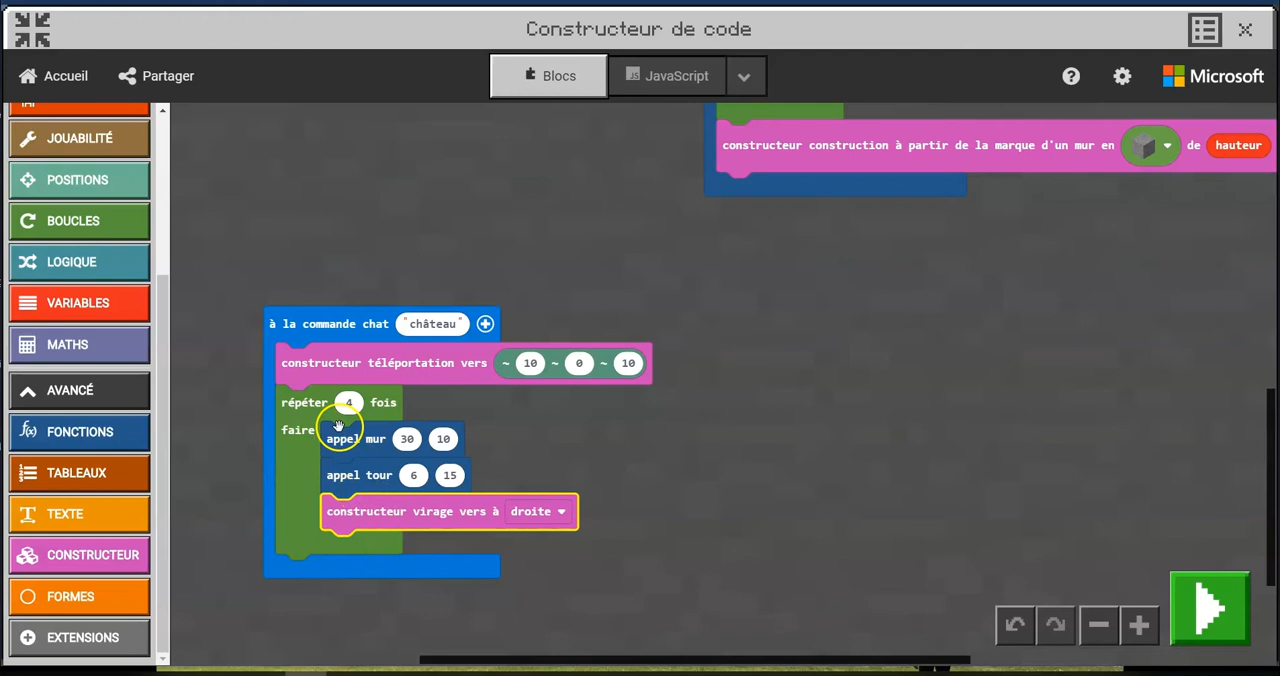 Constructeur de code
Accueil
Partager
Blocs
JS JavaScript
Microsoft
JOUABILITÉ
POSITIONS
BOUCLES
LOGIQUE
VARIABLES
MATHS
AVANCÉ
f(x) FONCTIONS
TABLEAUX
TEXTE
CONSTRUCTEUR
FORMES
EXTENSIONS
constructeur construction à partir de la marque d'un mur en de hauteur
à la commande chat "château"
constructeur téléportation vers ~ 10 ~ 0 ~ 10
répéter 4 fois
faire
appel mur 30 10
appel tour 6 15
constructeur virage vers à droite